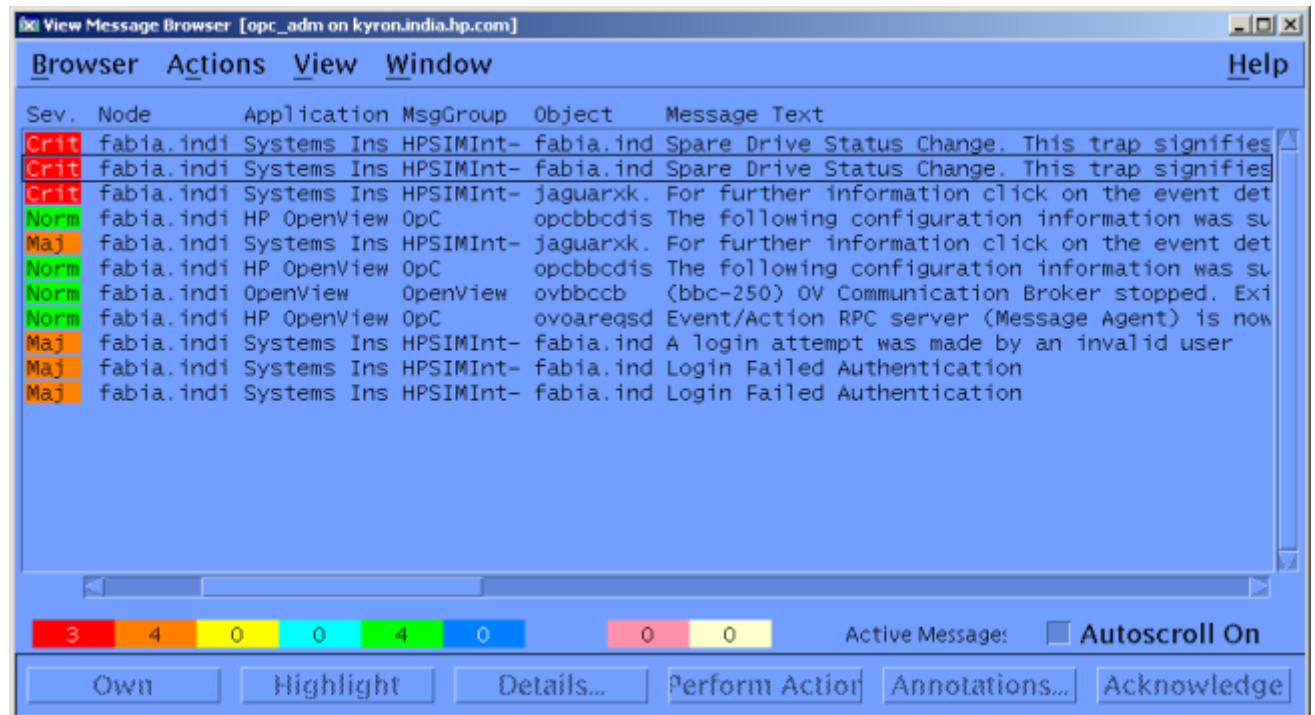 View Message Browser [opc_adm on kyron.india.hp.com]
Browser Actions View Window Help
Sev. Node Application MsgGroup Object Message Text
Crit fabia.indi Systems Ins HPSIMInt- fabia.ind Spare Drive Status Change. This trap signifies
Crit fabia.indi Systems Ins HPSIMInt- fabia.ind Spare Drive Status Change. This trap signifies
Crit fabia.indi Systems Ins HPSIMInt- jaguarxk. For further information click on the event det
Norm fabia.indi HP OpenView OpC opcbbcdis The following configuration information was su
Maj fabia.indi Systems Ins HPSIMInt- jaguarxk. For further information click on the event det
Norm fabia.indi HP OpenView OpC opcbbcdis The following configuration information was su
Norm fabia.indi OpenView OpenView ovbbccb (bbc-250) OV Communication Broker stopped. Exi
Norm fabia.indi HP OpenView OpC ovoareqsd Event/Action RPC server (Message Agent) is now
Maj fabia.indi Systems Ins HPSIMInt- fabia.ind A login attempt was made by an invalid user
Maj fabia.indi Systems Ins HPSIMInt- fabia.ind Login Failed Authentication
Maj fabia.indi Systems Ins HPSIMInt- fabia.ind Login Failed Authentication
3 4 0 0 4 0 0 0 Active Messages Autoscroll On
Own Highlight Details... Perform Action Annotations... Acknowledge